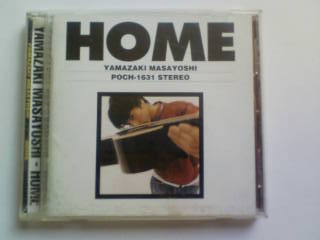 HOME
YAMAZAKI MASAYOSHI
POCH-1631 STEREO
YAMAZAKI MASAYOSHI · HOME